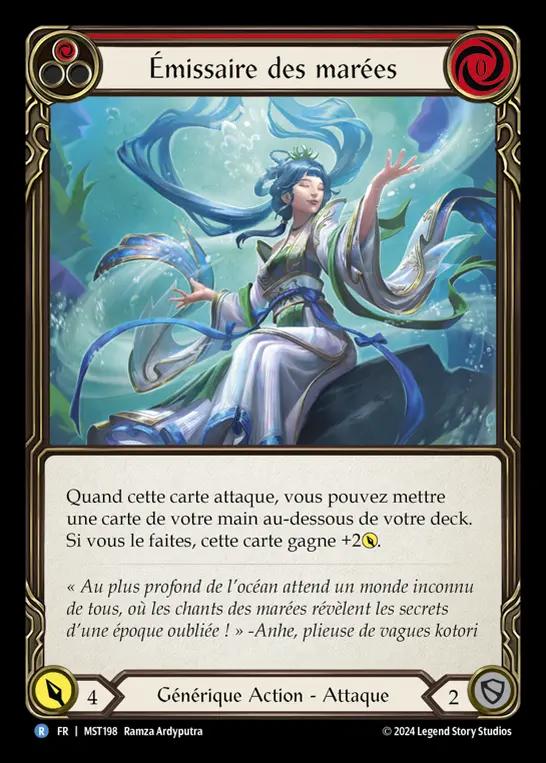 Émissaire des marées
0
Quand cette carte attaque, vous pouvez mettre
une carte de votre main au-dessous de votre deck.
Si vous le faites, cette carte gagne +2.
« Au plus profond de l'océan attend un monde inconnu
de tous, où les chants des marées révèlent les secrets
d'une époque oubliée ! » -Anhe, plieuse de vagues kotori
4
Générique Action - Attaque
2
R FR | MST198 Ramza Ardyputra
© 2024 Legend Story Studios